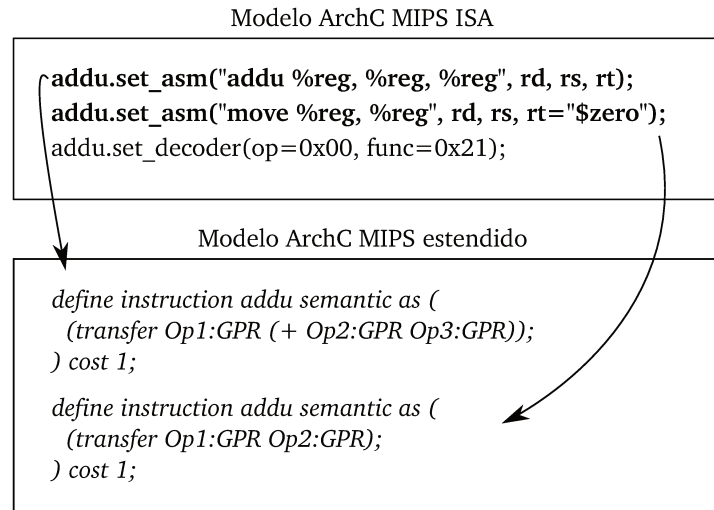 Modelo ArchC MIPS ISA
addu.set_asm("addu %reg, %reg, %reg", rd, rs, rt);
addu.set_asm("move %reg, %reg", rd, rs, rt="$zero");
addu.set_decoder(op=0x00, func=0x21);
Modelo ArchC MIPS estendido
define instruction addu semantic as (
(transfer Op1:GPR (+ Op2:GPR Op3:GPR));
) cost 1;
define instruction addu semantic as (
(transfer Op1:GPR Op2:GPR);
) cost 1;